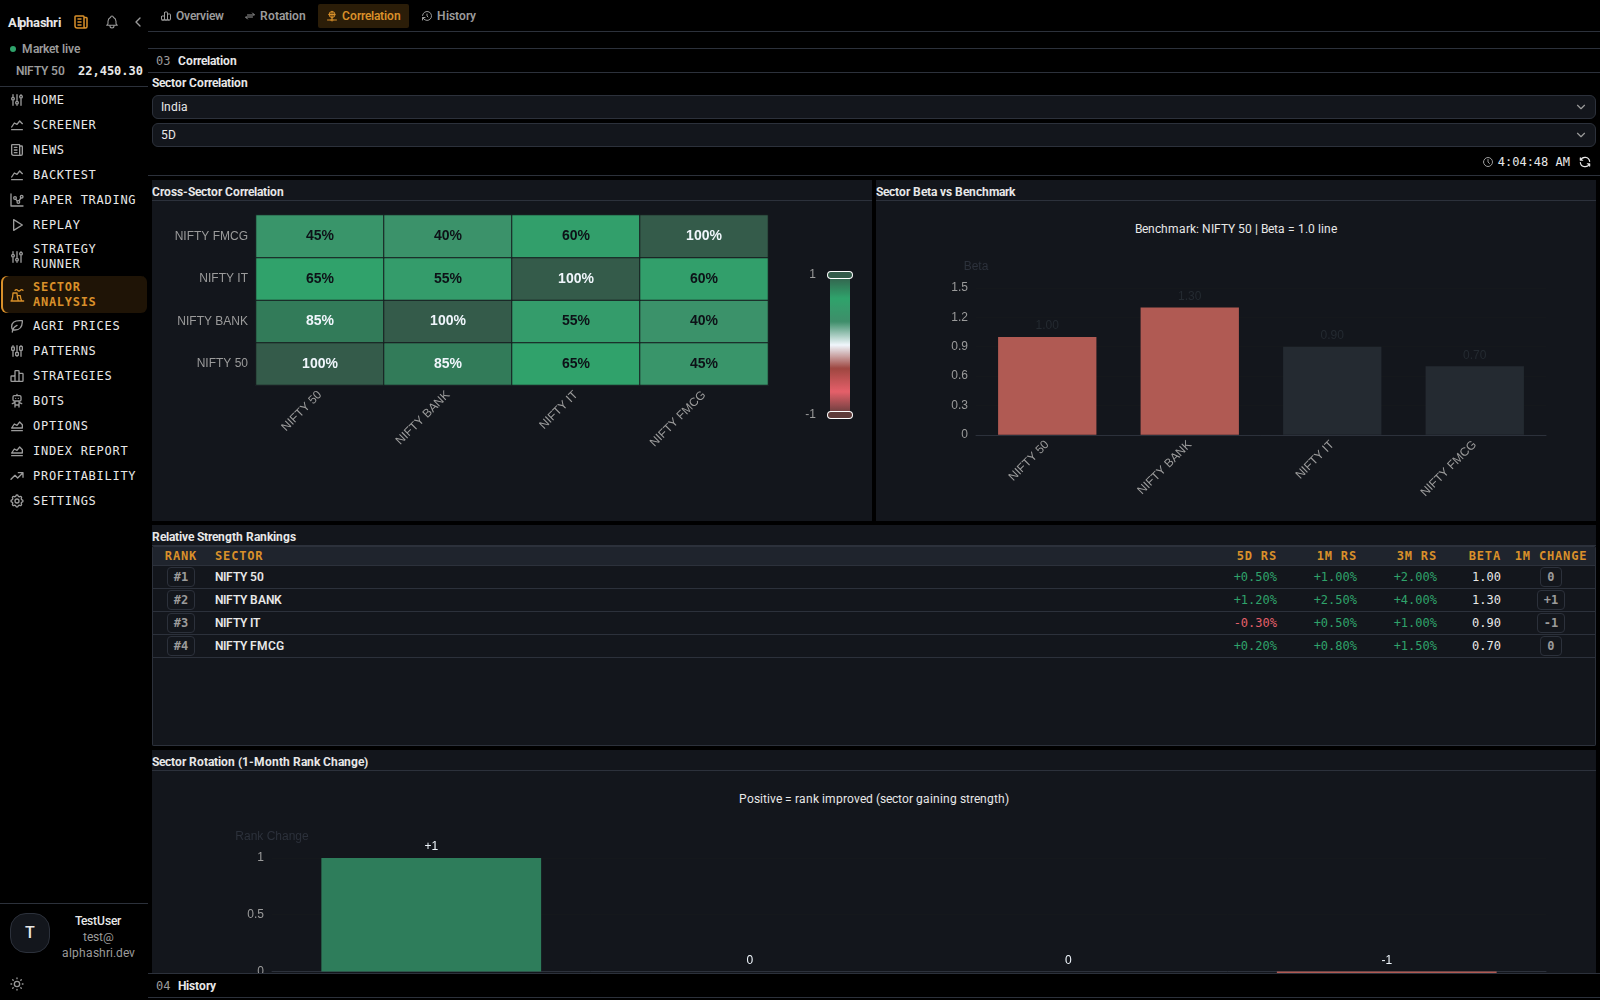 Alphashri
Market live
NIFTY 50 22,450.30
HOME
SCREENER
NEWS
BACKTEST
PAPER TRADING
REPLAY
STRATEGY
RUNNER
SECTOR
ANALYSIS
AGRI PRICES
PATTERNS
STRATEGIES
BOTS
OPTIONS
INDEX REPORT
PROFITABILITY
SETTINGS
T
TestUser
test@
alphashri.dev
Overview Rotation Correlation History
03 Correlation
Sector Correlation
India
5D
4:04:48 AM
Cross-Sector Correlation
NIFTY FMCG 45% 40% 60% 100%
NIFTY IT 65% 55% 100% 60%
NIFTY BANK 85% 100% 55% 40%
NIFTY 50 100% 85% 65% 45%
NIFTY 50 NIFTY BANK NIFTY IT NIFTY FMCG
1
-1
Sector Beta vs Benchmark
Benchmark: NIFTY 50 | Beta = 1.0 line
Beta
1.5
1.2
0.9
0.6
0.3
0
1.00 1.30 0.90 0.70
NIFTY 50 NIFTY BANK NIFTY IT NIFTY FMCG
Relative Strength Rankings
RANK SECTOR 5D RS 1M RS 3M RS BETA 1M CHANGE
#1 NIFTY 50 +0.50% +1.00% +2.00% 1.00 0
#2 NIFTY BANK +1.20% +2.50% +4.00% 1.30 +1
#3 NIFTY IT -0.30% +0.50% +1.00% 0.90 -1
#4 NIFTY FMCG +0.20% +0.80% +1.50% 0.70 0
Sector Rotation (1-Month Rank Change)
Positive = rank improved (sector gaining strength)
Rank Change
1
0.5
0
+1 0 0 -1
04 History